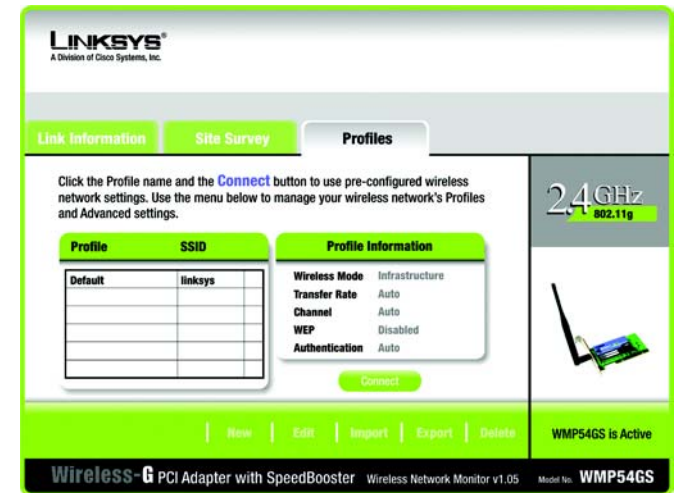 LINKSYS®
A Division of Cisco Systems, Inc.
Link Information
Site Survey
Profiles
Click the Profile name and the Connect button to use pre-configured wireless
network settings. Use the menu below to manage your wireless network's Profiles
and Advanced settings.
2.4GHz
802.11g
Profile SSID
Default linksys
Profile Information
Wireless Mode Infrastructure
Transfer Rate Auto
Channel Auto
WEP Disabled
Authentication Auto
Connect
New | Edit | Import | Export | Delete
WMP54GS is Active
Wireless-G PCI Adapter with SpeedBooster Wireless Network Monitor v1.05 Model No. WMP54GS